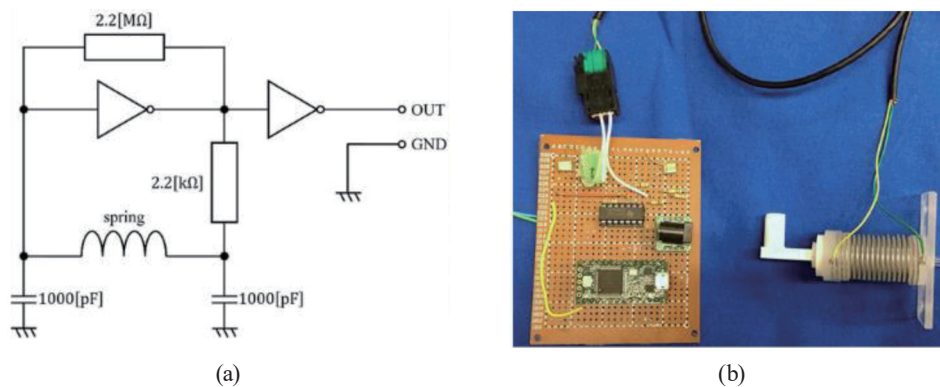 2.2[MΩ]
OUT
GND
2.2[kΩ]
spring
1000[pF]
1000[pF]
(a)
(b)